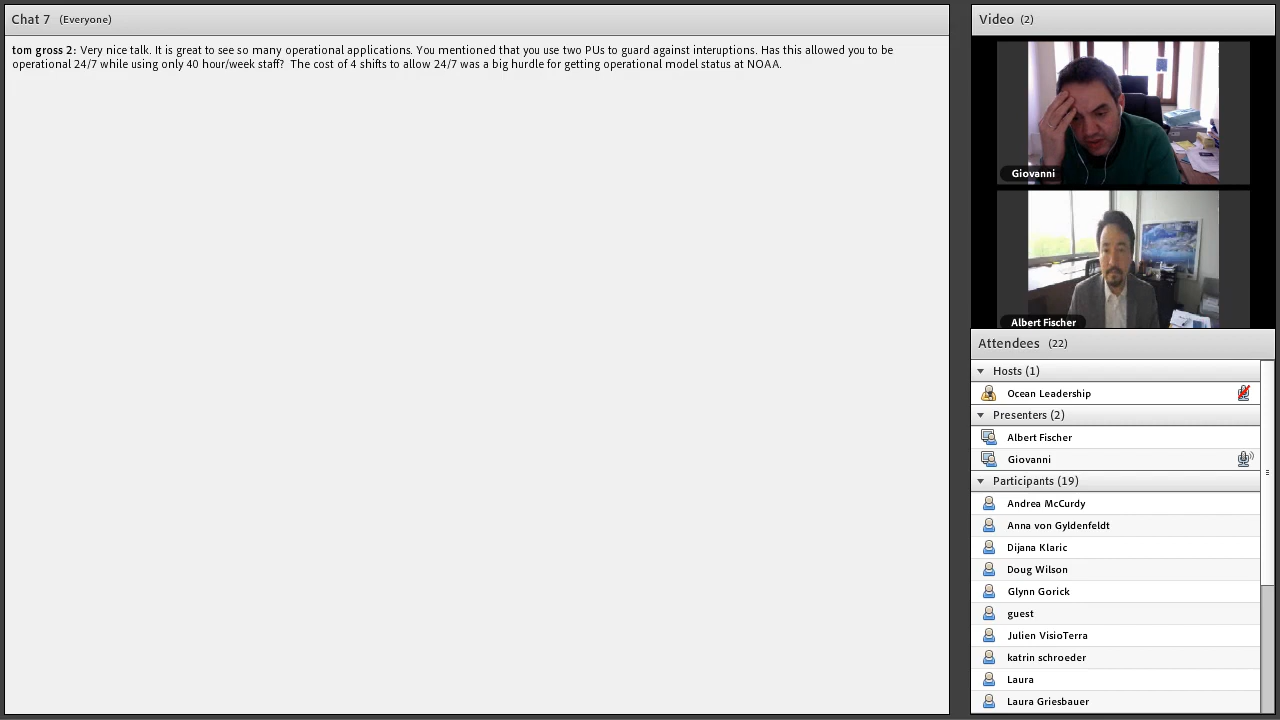 Chat 7 (Everyone)
tom gross 2: Very nice talk. It is great to see so many operational applications. You mentioned that you use two PUs to guard against interuptions. Has this allowed you to be
operational 24/7 while using only 40 hour/week staff?  The cost of 4 shifts to allow 24/7 was a big hurdle for getting operational model status at NOAA.
Video (2)
Giovanni
Albert Fischer
Attendees (22)
Hosts (1)
Ocean Leadership
Presenters (2)
Albert Fischer
Giovanni
Participants (19)
Andrea McCurdy
Anna von Gyldenfeldt
Dijana Klaric
Doug Wilson
Glynn Gorick
guest
Julien VisioTerra
katrin schroeder
Laura
Laura Griesbauer